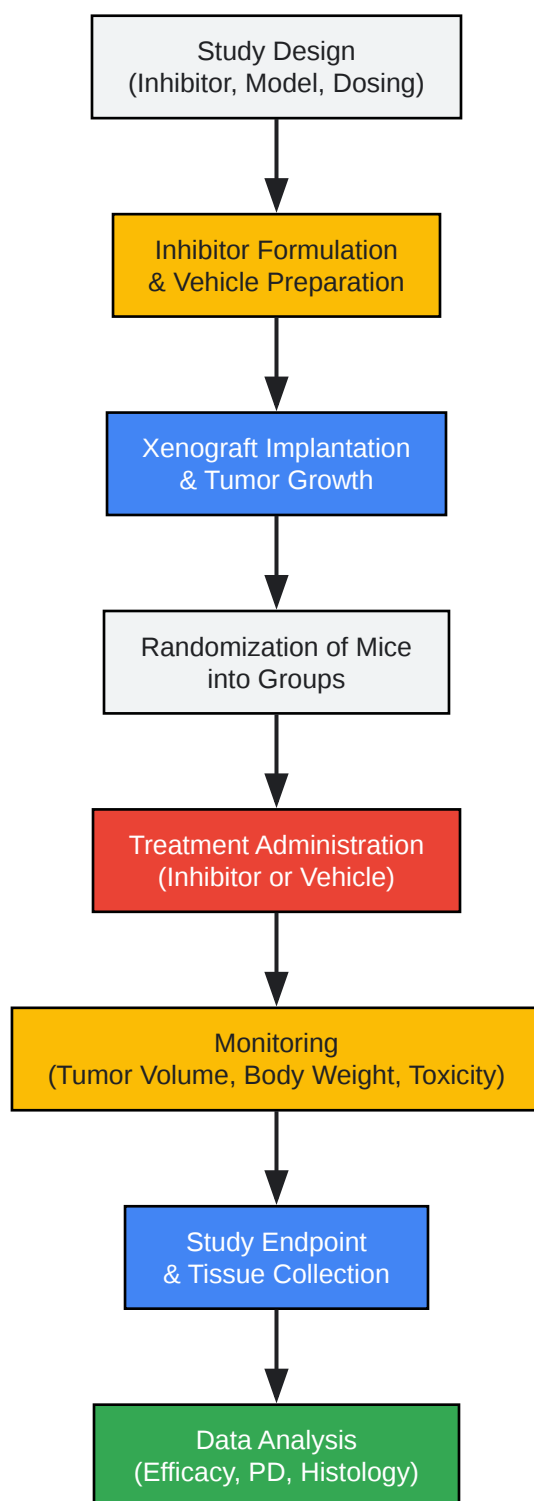 Study Design
(Inhibitor, Model, Dosing)
Inhibitor Formulation
& Vehicle Preparation
Xenograft Implantation
& Tumor Growth
Randomization of Mice
into Groups
Treatment Administration
(Inhibitor or Vehicle)
Monitoring
(Tumor Volume, Body Weight, Toxicity)
Study Endpoint
& Tissue Collection
Data Analysis
(Efficacy, PD, Histology)